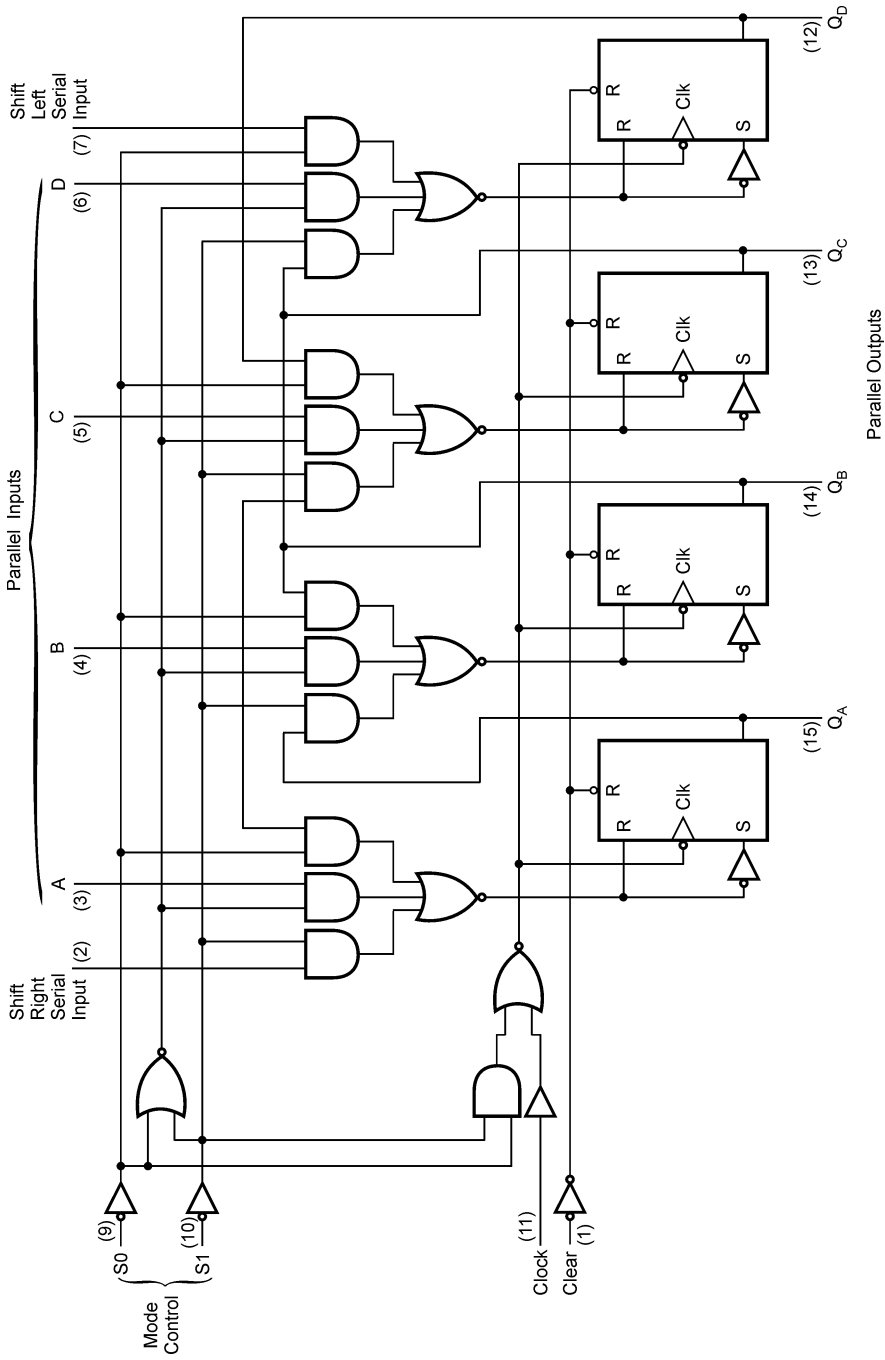 Parallel Inputs
Shift
Right
Serial
Input
(2)
A
(3)
B
(4)
C
(5)
D
(6)
Shift
Left
Serial
Input
(7)
Mode
Control
S0
(9)
S1
(10)
Clock
(11)
Clear
(1)
R
R
Clk
S
R
R
Clk
S
R
R
Clk
S
R
R
Clk
S
(15)
QA
(14)
QB
(13)
QC
(12)
QD
Parallel Outputs